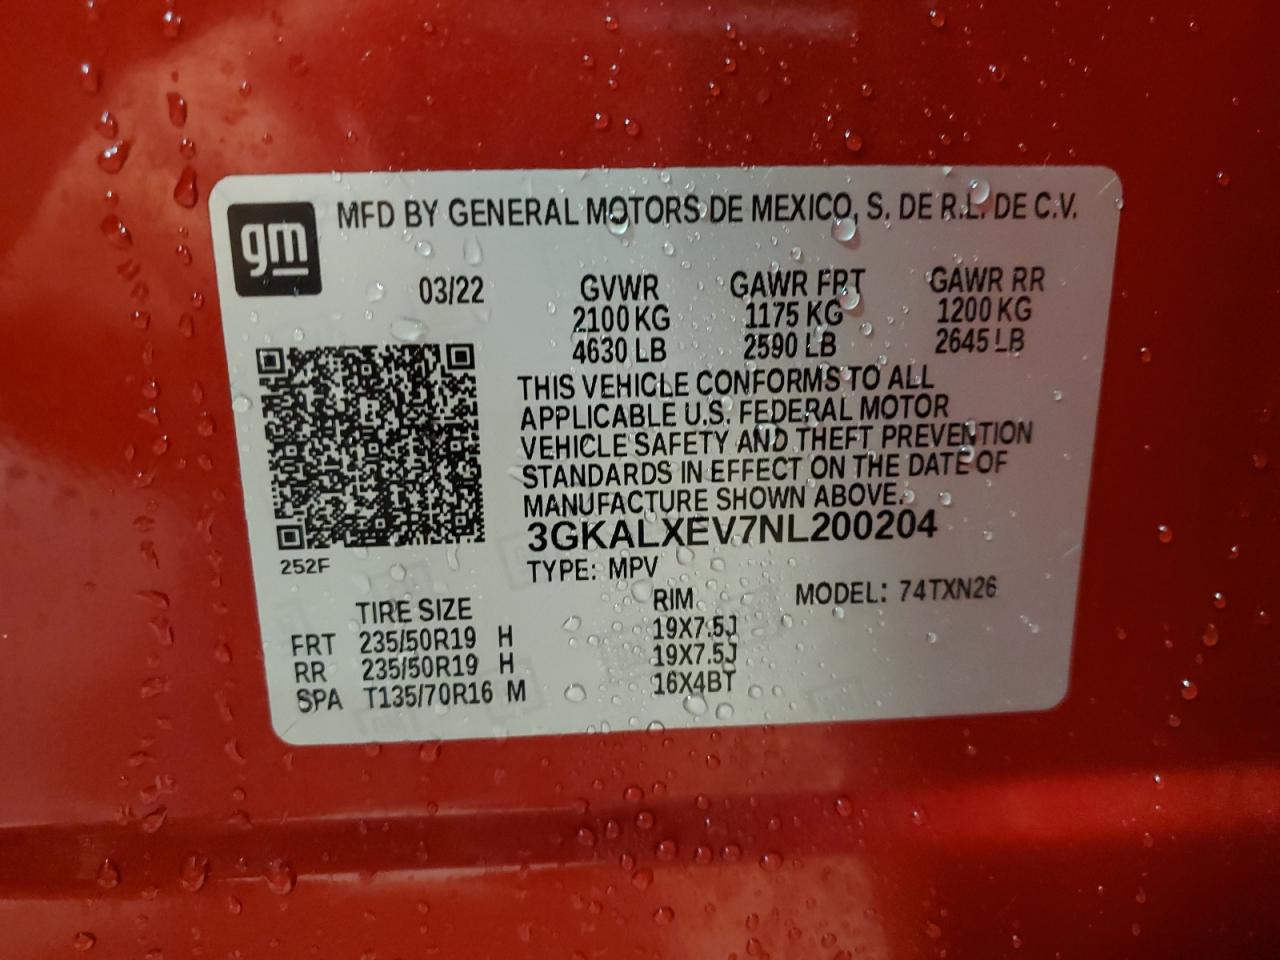 gm
MFD BY GENERAL MOTORS DE MEXICO, S. DE R.L. DE C.V.
03/22 GVWR GAWR FRT GAWR RR
2100 KG 1175 KG 1200 KG
4630 LB 2590 LB 2645 LB
THIS VEHICLE CONFORMS TO ALL
APPLICABLE U.S. FEDERAL MOTOR
VEHICLE SAFETY AND THEFT PREVENTION
STANDARDS IN EFFECT ON THE DATE OF
MANUFACTURE SHOWN ABOVE.
3GKALXEV7NL200204
252F
TYPE: MPV
MODEL: 74TXN26
TIRE SIZE RIM
FRT 235/50R19 H 19X7.5J
RR 235/50R19 H 19X7.5J
SPA T135/70R16 M 16X4BT